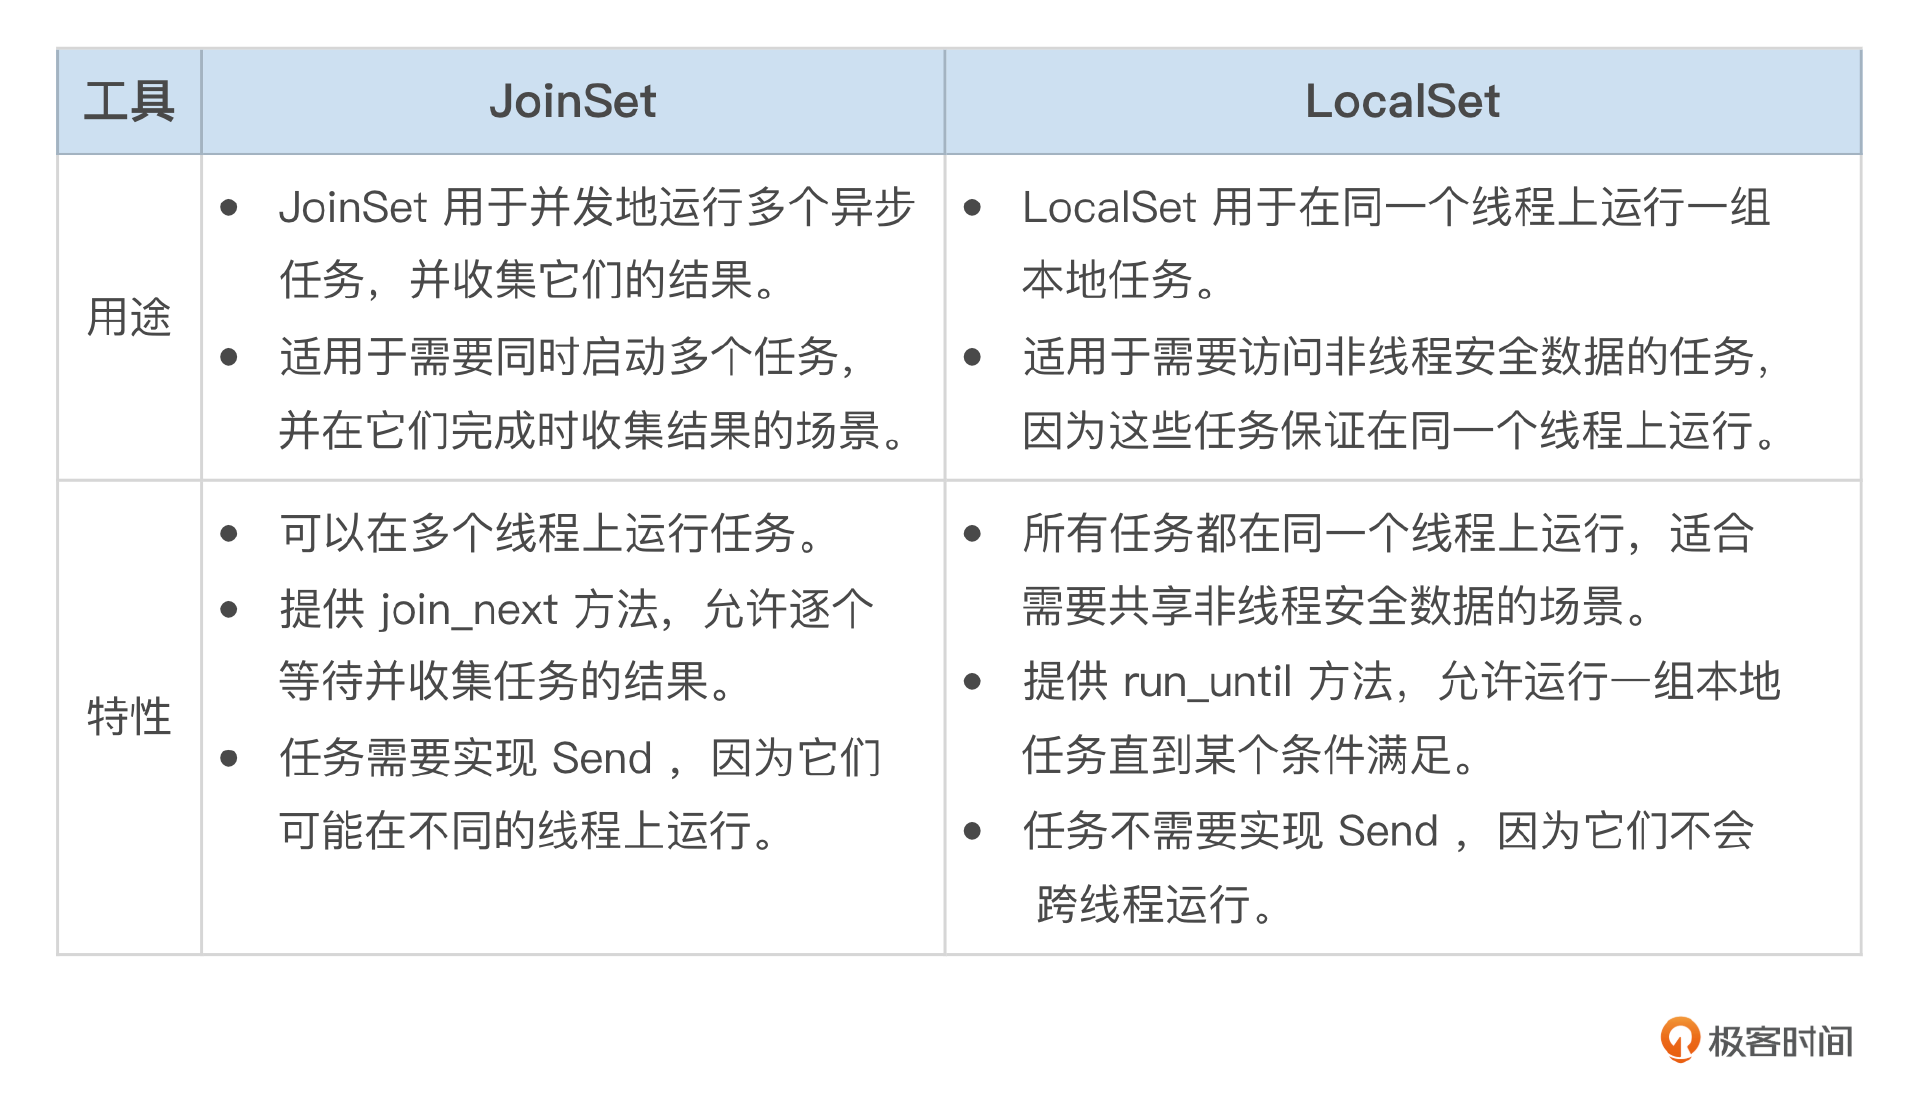 工具
JoinSet
LocalSet
用途
● JoinSet 用于并发地运行多个异步
任务，并收集它们的结果。
● 适用于需要同时启动多个任务，
并在它们完成时收集结果的场景。
● LocalSet 用于在同一个线程上运行一组
本地任务。
● 适用于需要访问非线程安全数据的任务，
因为这些任务保证在同一个线程上运行。
特性
● 可以在多个线程上运行任务。
● 提供 join_next 方法，允许逐个
等待并收集任务的结果。
● 任务需要实现 Send ，因为它们
可能在不同的线程上运行。
● 所有任务都在同一个线程上运行，适合
需要共享非线程安全数据的场景。
● 提供 run_until 方法，允许运行一组本地
任务直到某个条件满足。
● 任务不需要实现 Send ，因为它们不会
跨线程运行。
极客时间